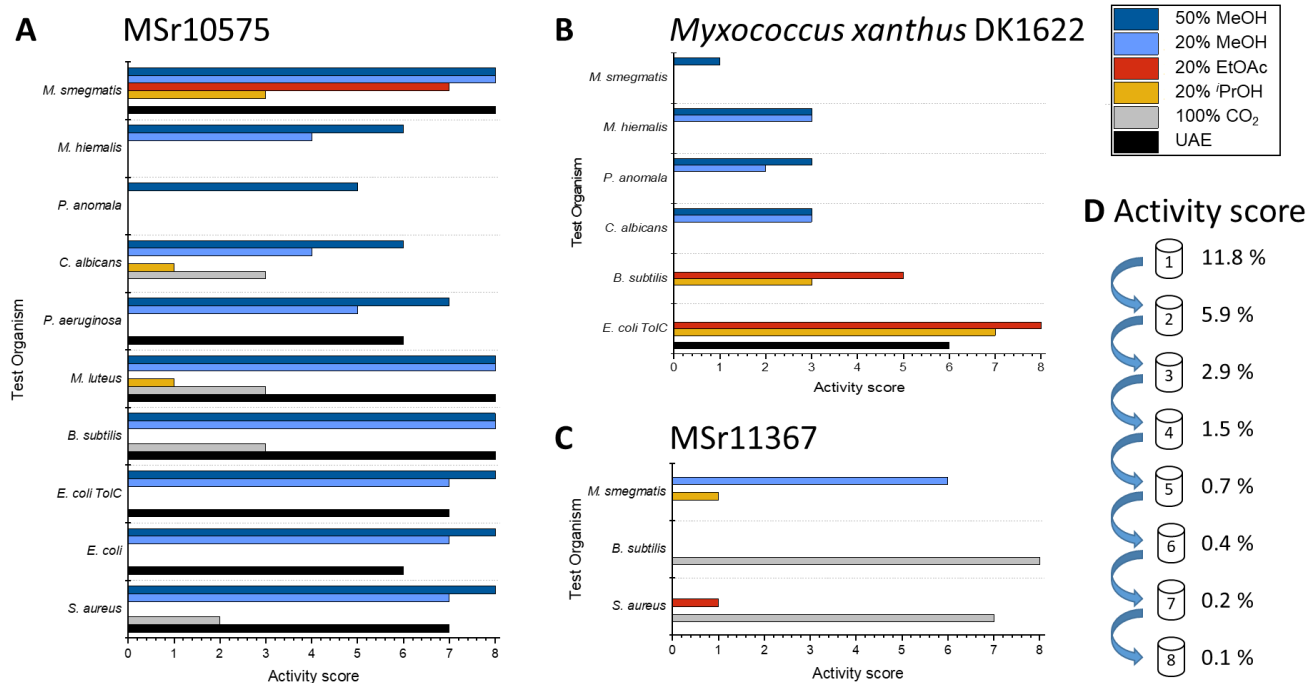 A MSr10575
M. smegmatis
M. hiemalis
P. anomala
C. albicans
P. aeruginosa
M. luteus
B. subtilis
E. coli TolC
E. coli
S. aureus
Test Organism
0 1 2 3 4 5 6 7 8
Activity score
B Myxococcus xanthus DK1622
M. smegmatis
M. hiemalis
P. anomala
C. albicans
B. subtilis
E. coli TolC
Test Organism
0 1 2 3 4 5 6 7 8
Activity score
C MSr11367
M. smegmatis
B. subtilis
S. aureus
Test Organism
0 1 2 3 4 5 6 7 8
Activity score
50% MeOH
20% MeOH
20% EtOAc
20% ⁱPrOH
100% CO₂
UAE
D Activity score
1 11.8 %
2 5.9 %
3 2.9 %
4 1.5 %
5 0.7 %
6 0.4 %
7 0.2 %
8 0.1 %